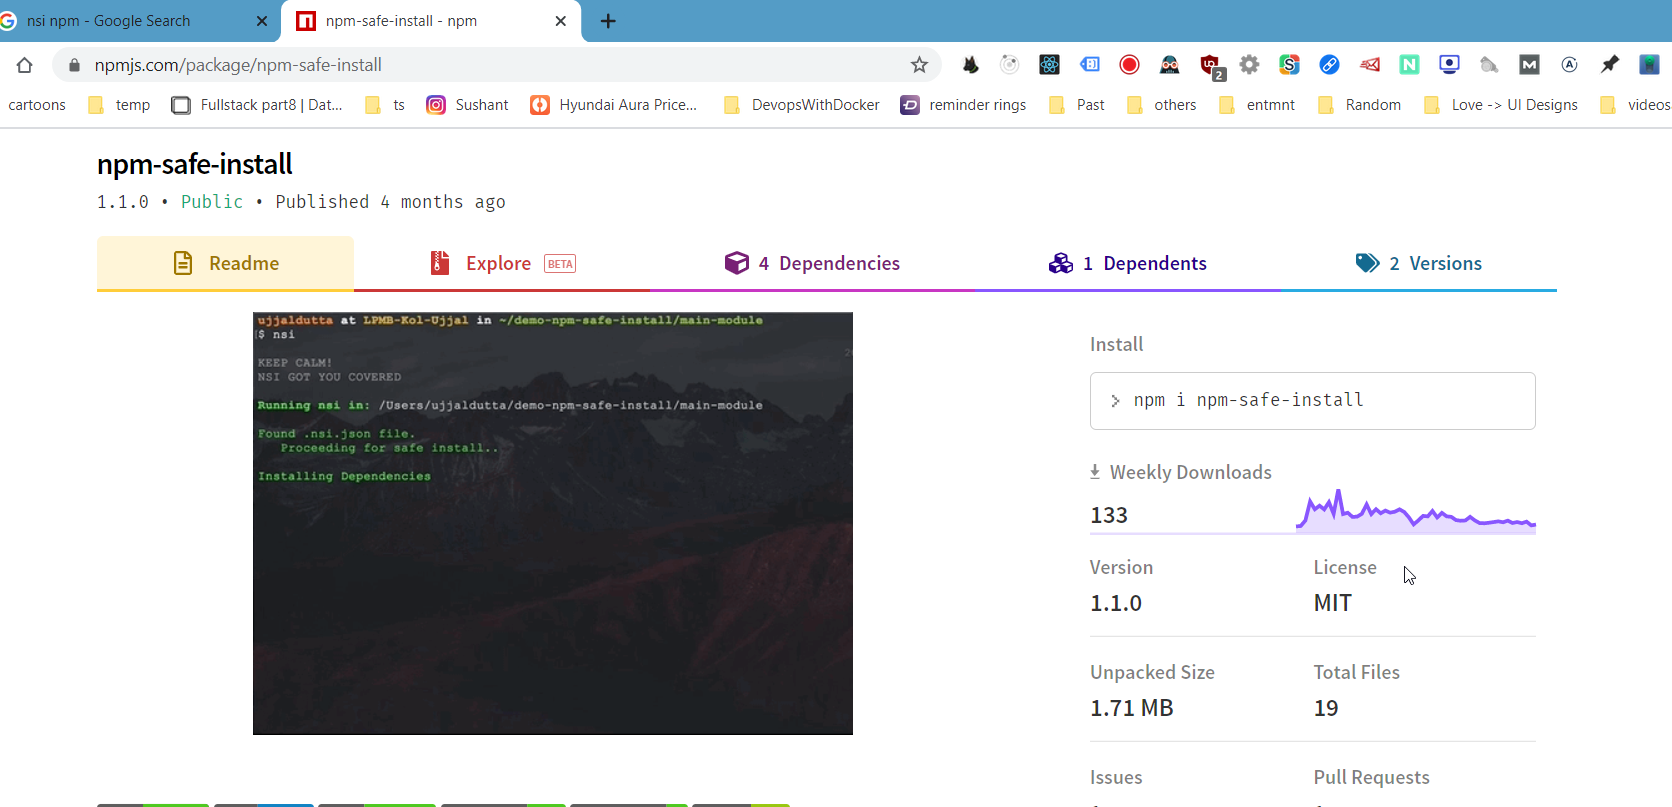 nsi npm - Google Search
npm-safe-install - npm
npmjs.com/package/npm-safe-install
2
cartoons
temp
Fullstack part8 | Dat...
ts
Sushant
Hyundai Aura Price...
DevopsWithDocker
reminder rings
Past
others
entmnt
Random
Love -> UI Designs
videos
npm-safe-install
1.1.0 • Public • Published 4 months ago
Readme
Explore BETA
4 Dependencies
1 Dependents
2 Versions
ujjaldutta at LPMB-Kol-Ujjal in ~/demo-npm-safe-install/main-module
$ nsi
KEEP CALM!
NSI GOT YOU COVERED
Running nsi in: /Users/ujjaldutta/demo-npm-safe-install/main-module
Found .nsi.json file.
Proceeding for safe install..
Installing Dependencies
Install
> npm i npm-safe-install
Weekly Downloads
133
Version
License
1.1.0
MIT
Unpacked Size
Total Files
1.71 MB
19
Issues
Pull Requests